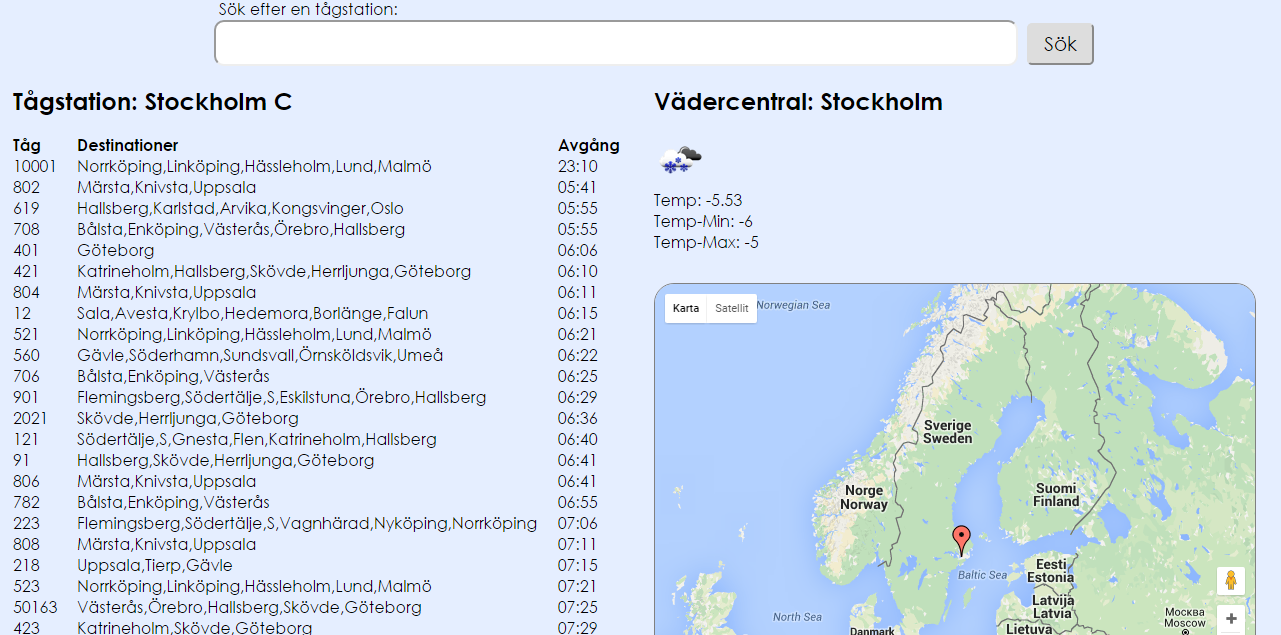 Sök efter en tågstation:
Sök
Tågstation: Stockholm C
Tåg Destinationer Avgång
10001 Norrköping,Linköping,Hässleholm,Lund,Malmö 23:10
802 Märsta,Knivsta,Uppsala 05:41
619 Hallsberg,Karlstad,Arvika,Kongsvinger,Oslo 05:55
708 Bålsta,Enköping,Västerås,Örebro,Hallsberg 05:55
401 Göteborg 06:06
421 Katrineholm,Hallsberg,Skövde,Herrljunga,Göteborg 06:10
804 Märsta,Knivsta,Uppsala 06:11
12 Sala,Avesta,Krylbo,Hedemora,Borlänge,Falun 06:15
521 Norrköping,Linköping,Hässleholm,Lund,Malmö 06:21
560 Gävle,Söderhamn,Sundsvall,Örnsköldsvik,Umeå 06:22
706 Bålsta,Enköping,Västerås 06:25
901 Flemingsberg,Södertälje,S,Eskilstuna,Örebro,Hallsberg 06:29
2021 Skövde,Herrljunga,Göteborg 06:36
121 Södertälje,S,Gnesta,Flen,Katrineholm,Hallsberg 06:40
91 Hallsberg,Skövde,Herrljunga,Göteborg 06:41
806 Märsta,Knivsta,Uppsala 06:41
782 Bålsta,Enköping,Västerås 06:55
223 Flemingsberg,Södertälje,S,Vagnhärad,Nyköping,Norrköping 07:06
808 Märsta,Knivsta,Uppsala 07:11
218 Uppsala,Tierp,Gävle 07:15
523 Norrköping,Linköping,Hässleholm,Lund,Malmö 07:21
50163 Västerås,Örebro,Hallsberg,Skövde,Göteborg 07:25
423 Katrineholm,Skövde,Göteborg 07:29
Vädercentral: Stockholm
Temp: -5.53
Temp-Min: -6
Temp-Max: -5
Karta Satellit
Norwegian Sea
Sverige
Sweden
Norge
Norway
Suomi
Finland
Eesti
Estonia
Baltic Sea
Latvija
Latvia
North Sea
Москва
Moscow
Danmark
Lietuva
+